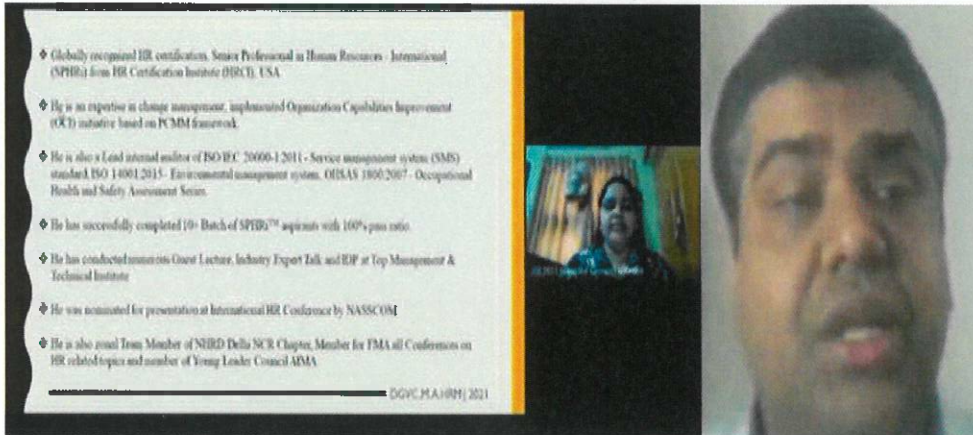 ❖ Globally recognized HR certification, Senior Professional in Human Resources - International
(SPHRi) from HR Certification Institute (HRCI), USA
❖ He is an expertise in change management, implemented Organization Capabilities Improvement
(OCI) initiative based on PCMM framework.
❖ He is also a Lead internal auditor of ISO IEC 20000-1:2011 - Service management system (SMS)
standard, ISO 14001:2015 - Environmental management system, OHSAS 1800:2007 - Occupational
Health and Safety Assessment Series.
❖ He has successfully completed 10+ Batch of SPHRi™ aspirants with 100% pass ratio.
❖ He has conducted numerous Guest Lecture, Industry Expert Talk and IDP at Top Management &
Technical Institute
❖ He was nominated for presentation at International HR Conference by NASSCOM
❖ He is also zonal Team Member of NHRD Delhi NCR Chapter, Member for FMA all Conferences on
HR related topics and member of Young Leader Council AIMA
DGVC.M.A.HRM| 2021